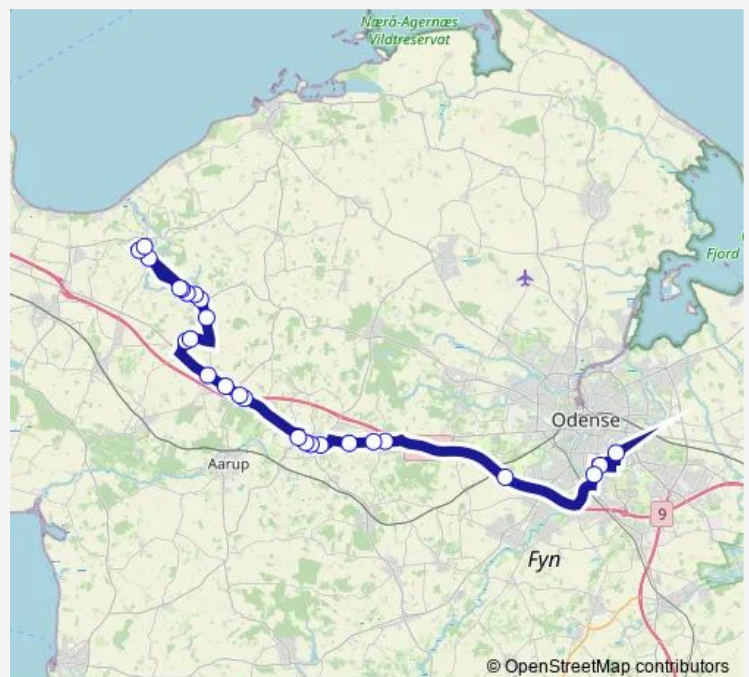 Nærå-Agernæs
Vildtreservat
Fjord
Odense
Aarup
9
Fyn
© OpenStreetMap contributors